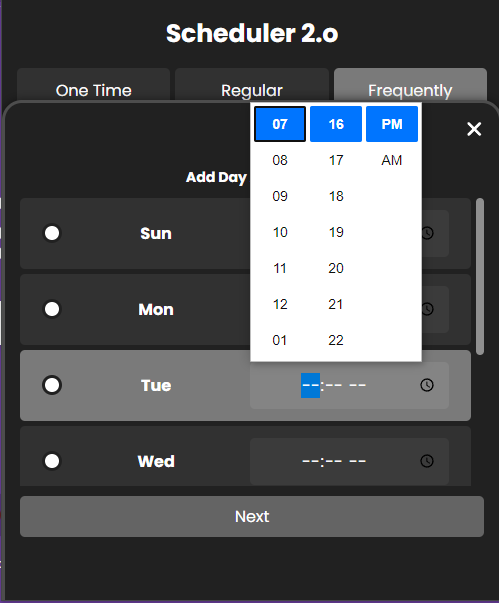 Scheduler 2.o
One Time Regular Frequently
07 16 PM
08 17 AM
Add Day
09 18
Sun
10 19
11 20
Mon
12 21
01 22
Tue --:-- --
Wed --:-- --
Next